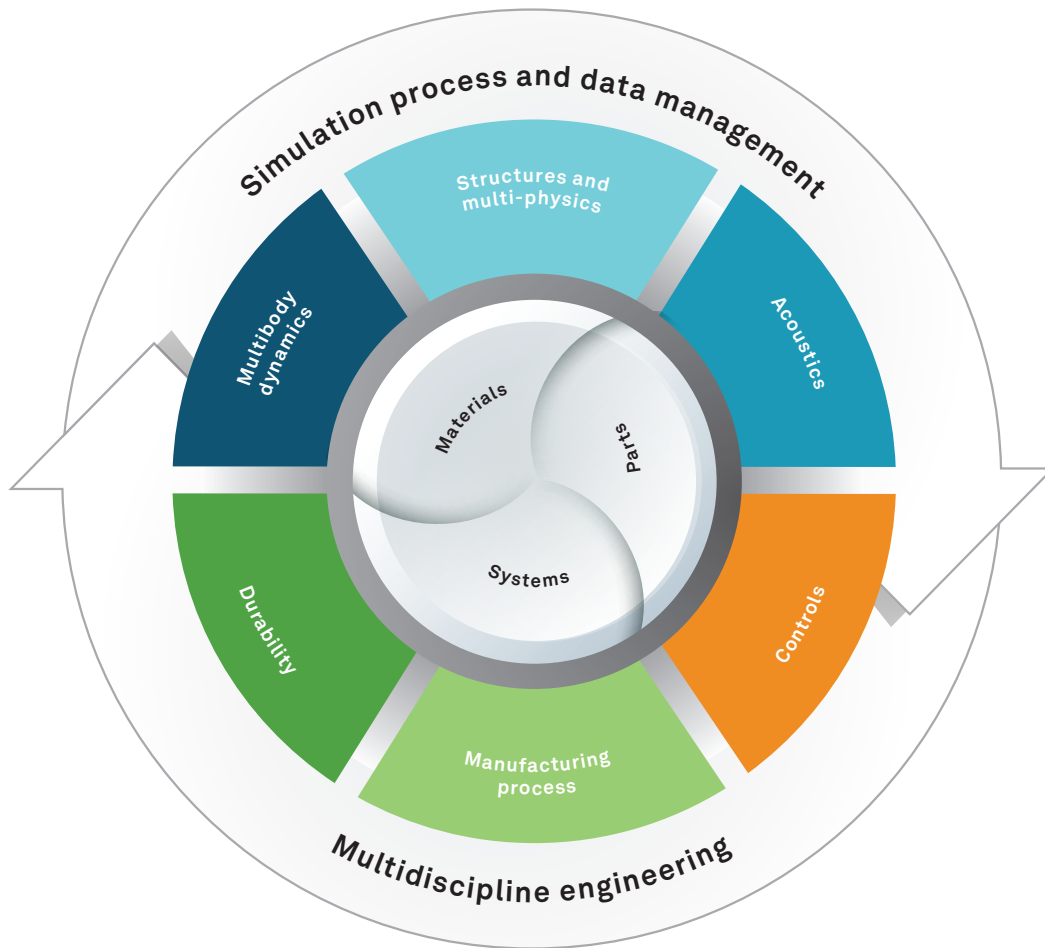 Simulation process and data management
Structures and
multi-physics
Multibody
dynamics
Acoustics
Materials
Parts
Systems
Durability
Controls
Manufacturing
process
Multidiscipline engineering